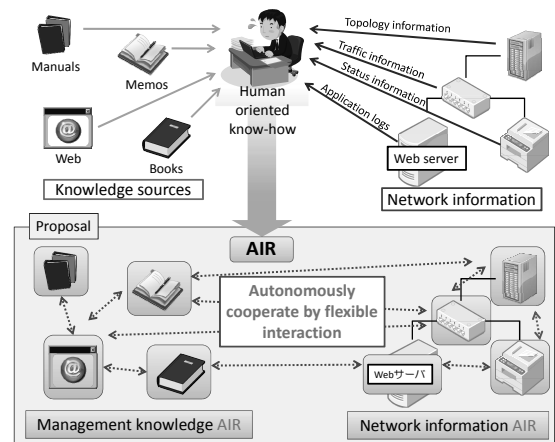 Topology information
Traffic information
Status information
Application logs
Manuals
Memos
Human
oriented
know-how
@
Web
Books
Web server
Knowledge sources
Network information
Proposal
AIR
Autonomously
cooperate by flexible
interaction
@
Webサーバ
Management knowledge AIR
Network information AIR